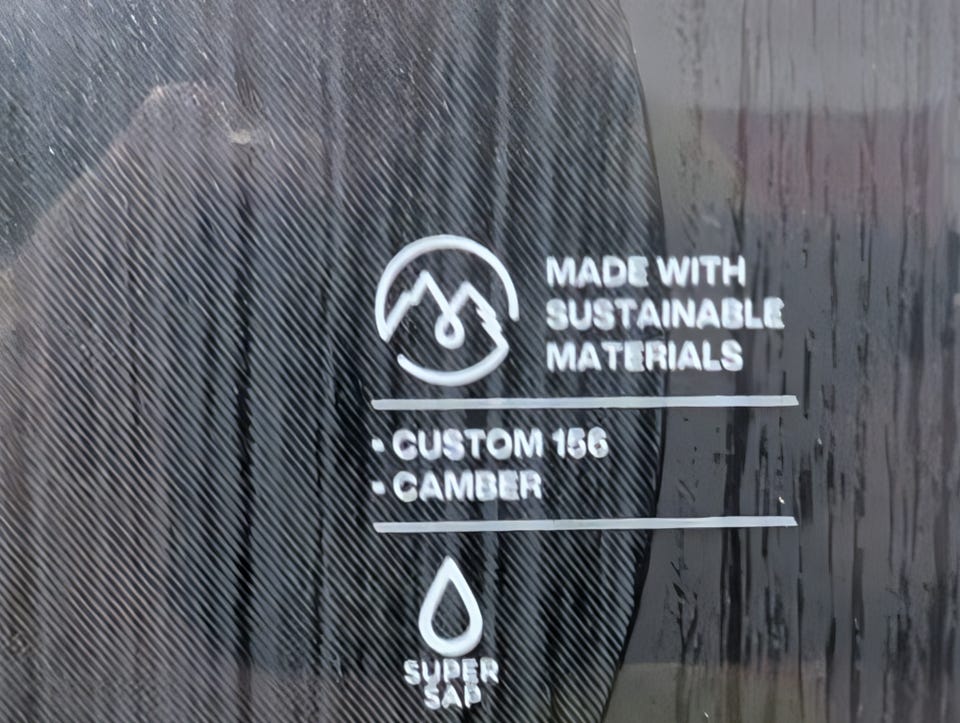 MADE WITH
SUSTAINABLE
MATERIALS
• CUSTOM 156
• CAMBER
SUPER
SAP